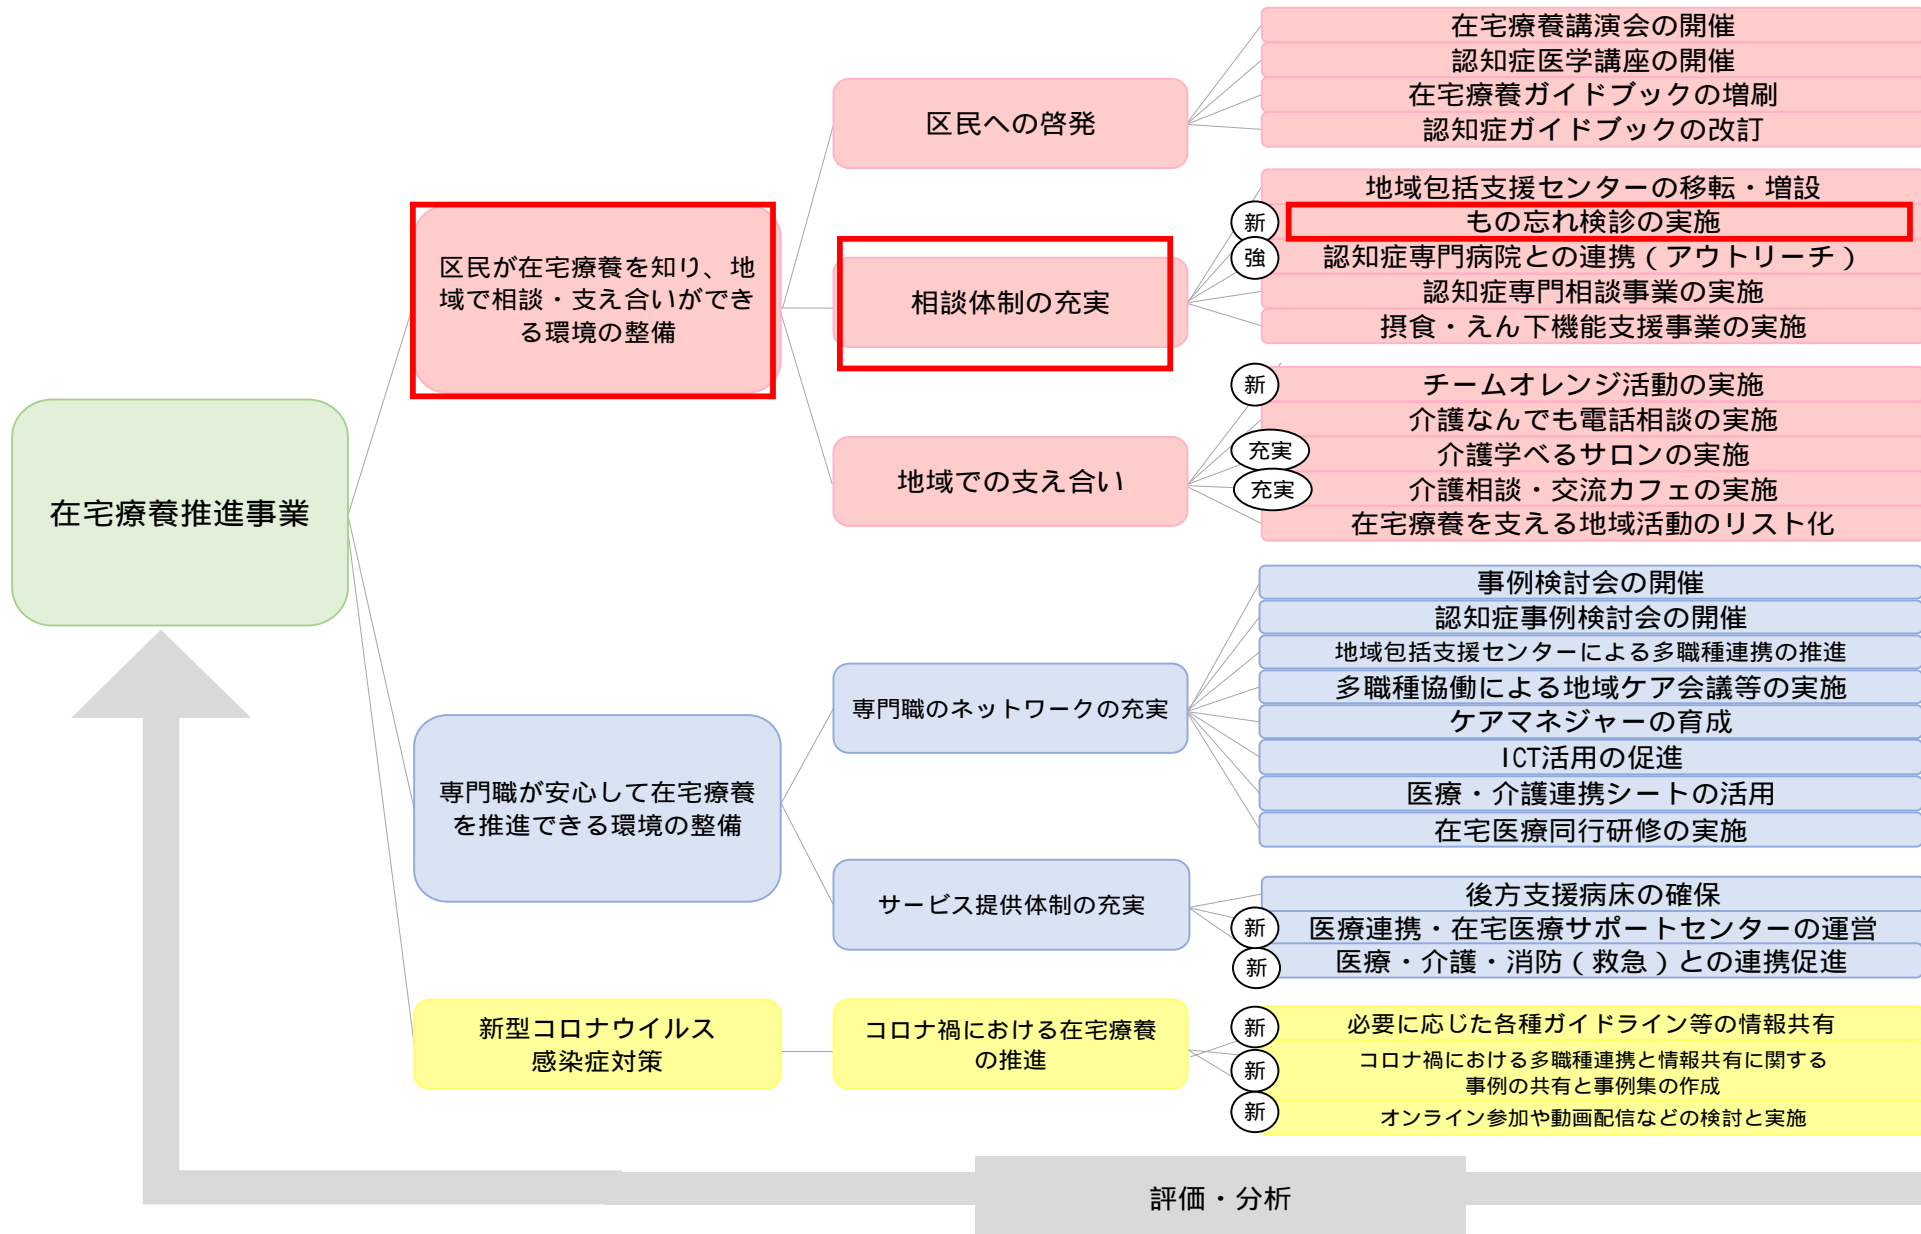 在宅療養推進事業
区民が在宅療養を知り、地
域で相談・支え合いができ
る環境の整備
区民への啓発
在宅療養講演会の開催
認知症医学講座の開催
在宅療養ガイドブックの増刷
認知症ガイドブックの改訂
相談体制の充実
地域包括支援センターの移転・増設
新
もの忘れ検診の実施
強
認知症専門病院との連携（アウトリーチ）
認知症専門相談事業の実施
摂食・えん下機能支援事業の実施
地域での支え合い
新
チームオレンジ活動の実施
介護なんでも電話相談の実施
充実
介護学べるサロンの実施
充実
介護相談・交流カフェの実施
在宅療養を支える地域活動のリスト化
専門職が安心して在宅療養
を推進できる環境の整備
専門職のネットワークの充実
事例検討会の開催
認知症事例検討会の開催
地域包括支援センターによる多職種連携の推進
多職種協働による地域ケア会議等の実施
ケアマネジャーの育成
ICT活用の促進
医療・介護連携シートの活用
在宅医療同行研修の実施
サービス提供体制の充実
後方支援病床の確保
新
医療連携・在宅医療サポートセンターの運営
新
医療・介護・消防（救急）との連携促進
新型コロナウイルス
感染症対策
コロナ禍における在宅療養
の推進
新
必要に応じた各種ガイドライン等の情報共有
新
コロナ禍における多職種連携と情報共有に関する
事例の共有と事例集の作成
新
オンライン参加や動画配信などの検討と実施
評価・分析